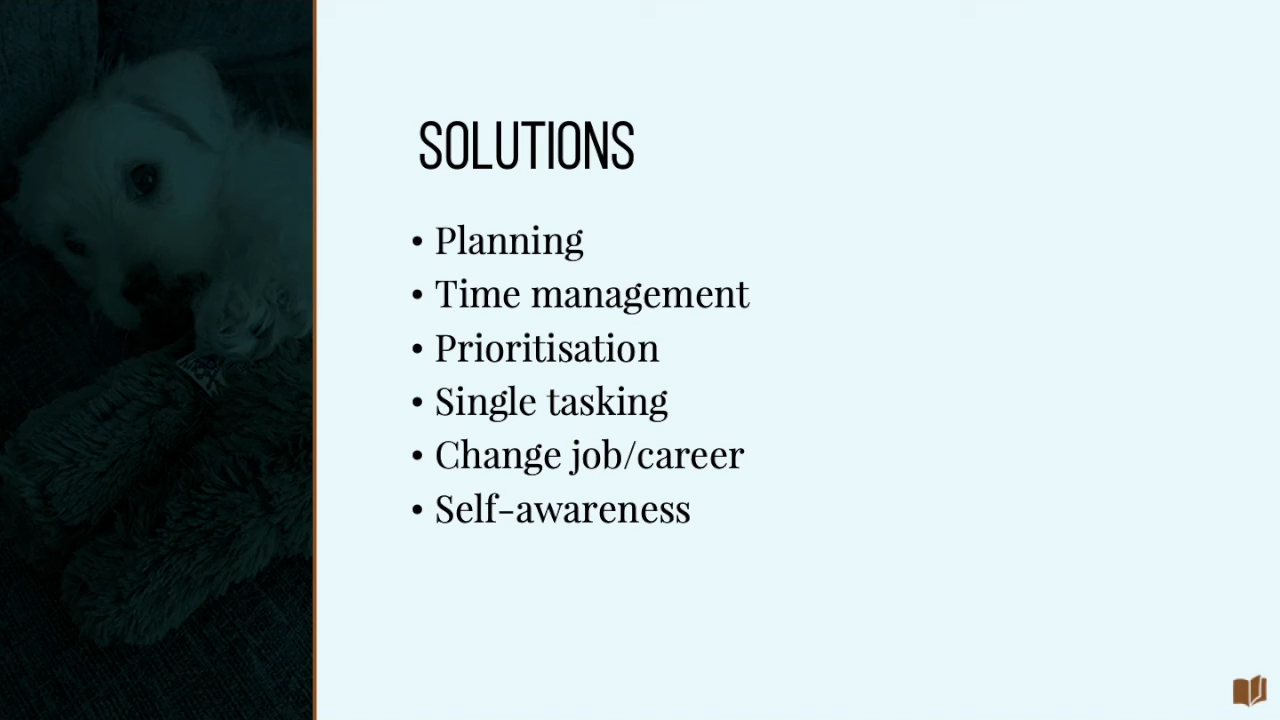 SOLUTIONS
• Planning
• Time management
• Prioritisation
• Single tasking
• Change job/career
• Self-awareness